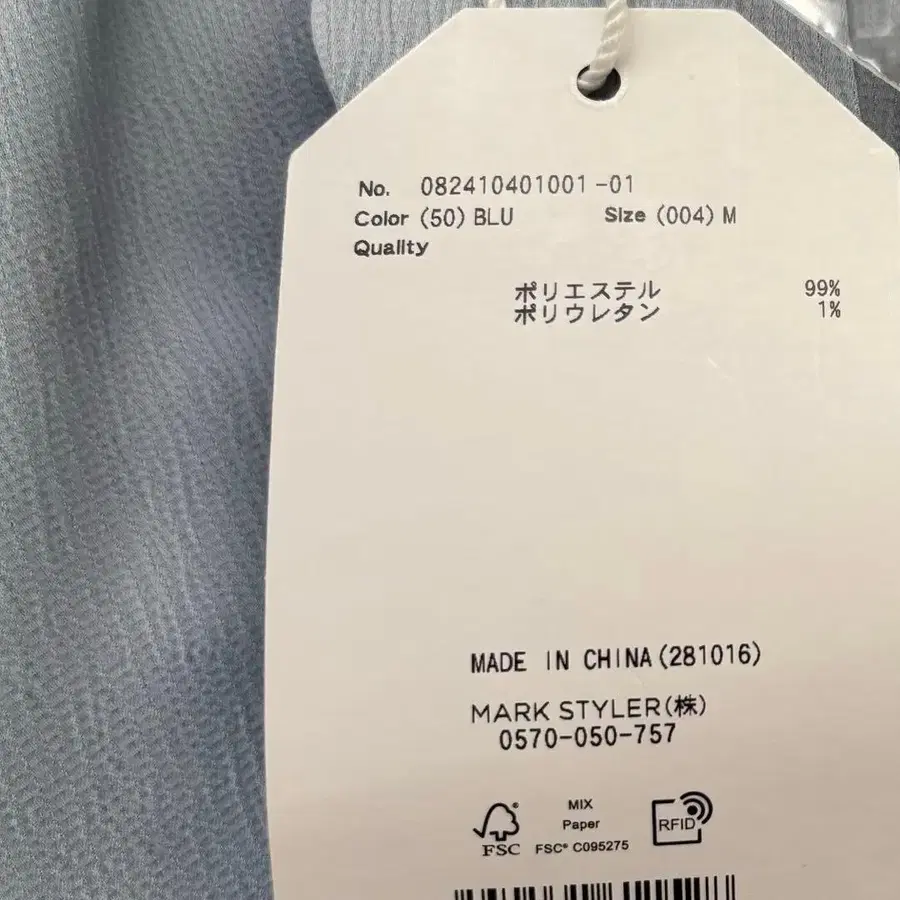 No. 082410401001-01
Color (50) BLU Size (004) M
Quality
ポリエステル 99%
ポリウレタン 1%
MADE IN CHINA(281016)
MARK STYLER(株)
0570-050-757
MIX
Paper
FSC FSC® C095275
RFID